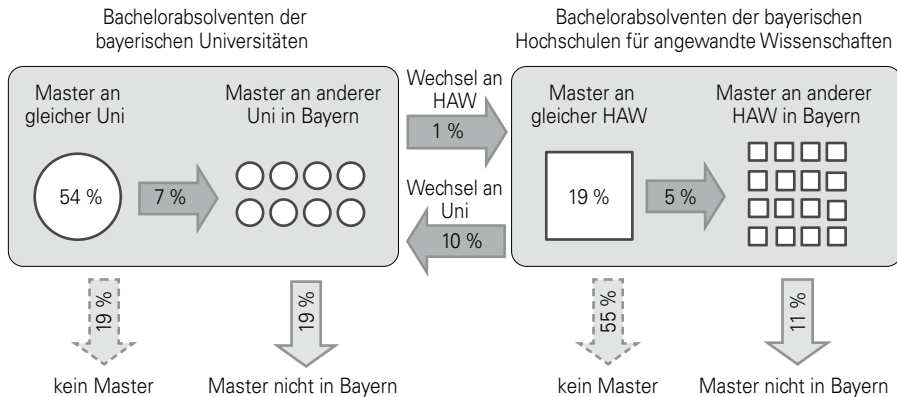 Bachelorabsolventen der
bayerischen Universitäten
Master an
gleicher Uni
Master an anderer
Uni in Bayern
54 %
7 %
19 %
kein Master
19 %
Master nicht in Bayern
Wechsel an
HAW
1 %
Wechsel an
Uni
10 %
Bachelorabsolventen der bayerischen
Hochschulen für angewandte Wissenschaften
Master an
gleicher HAW
Master an anderer
HAW in Bayern
19 %
5 %
55 %
kein Master
11 %
Master nicht in Bayern